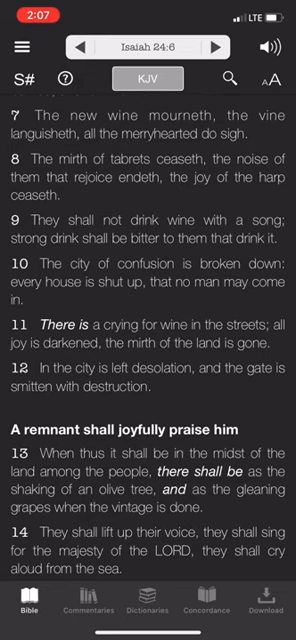 2:07
LTE
Isaiah 24:6
S#
?
KJV
AA
7 The new wine mourneth, the vine
languisheth, all the merryhearted do sigh.
8 The mirth of tabrets ceaseth, the noise of
them that rejoice endeth, the joy of the harp
ceaseth.
9 They shall not drink wine with a song;
strong drink shall be bitter to them that drink it.
10 The city of confusion is broken down:
every house is shut up, that no man may come
in.
11 There is a crying for wine in the streets; all
joy is darkened, the mirth of the land is gone.
12 In the city is left desolation, and the gate is
smitten with destruction.
A remnant shall joyfully praise him
13 When thus it shall be in the midst of the
land among the people, there shall be as the
shaking of an olive tree, and as the gleaning
grapes when the vintage is done.
14 They shall lift up their voice, they shall sing
for the majesty of the LORD, they shall cry
aloud from the sea.
Bible Commentaries Dictionaries Concordance Download